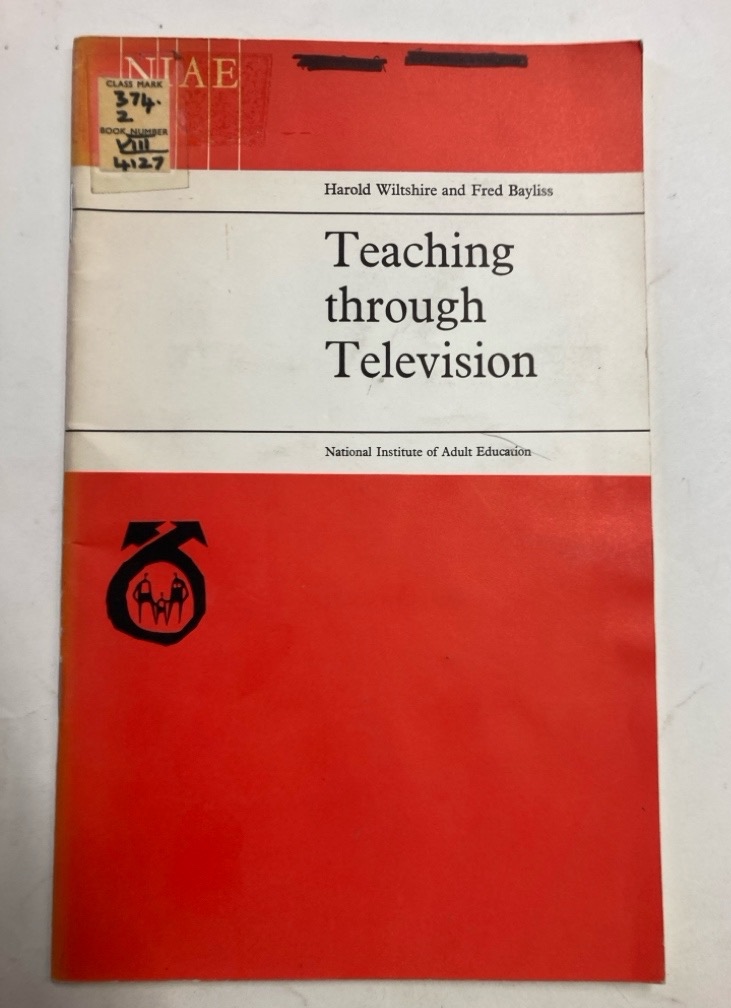 NIAE
CLASS MARK
374.
2
BOOK NUMBER
VIII
4127
Harold Wiltshire and Fred Bayliss
Teaching
through
Television
National Institute of Adult Education